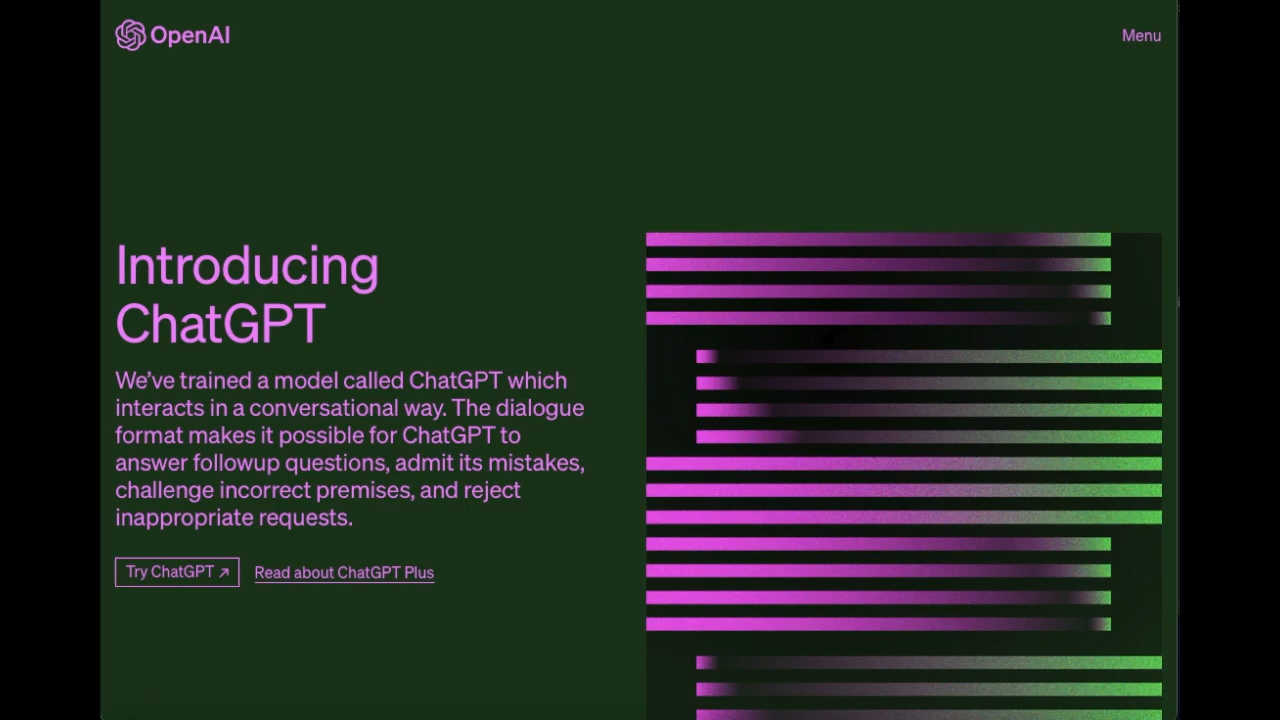 OpenAI
Menu
Introducing
ChatGPT
We’ve trained a model called ChatGPT which
interacts in a conversational way. The dialogue
format makes it possible for ChatGPT to
answer followup questions, admit its mistakes,
challenge incorrect premises, and reject
inappropriate requests.
Try ChatGPT ↗
Read about ChatGPT Plus